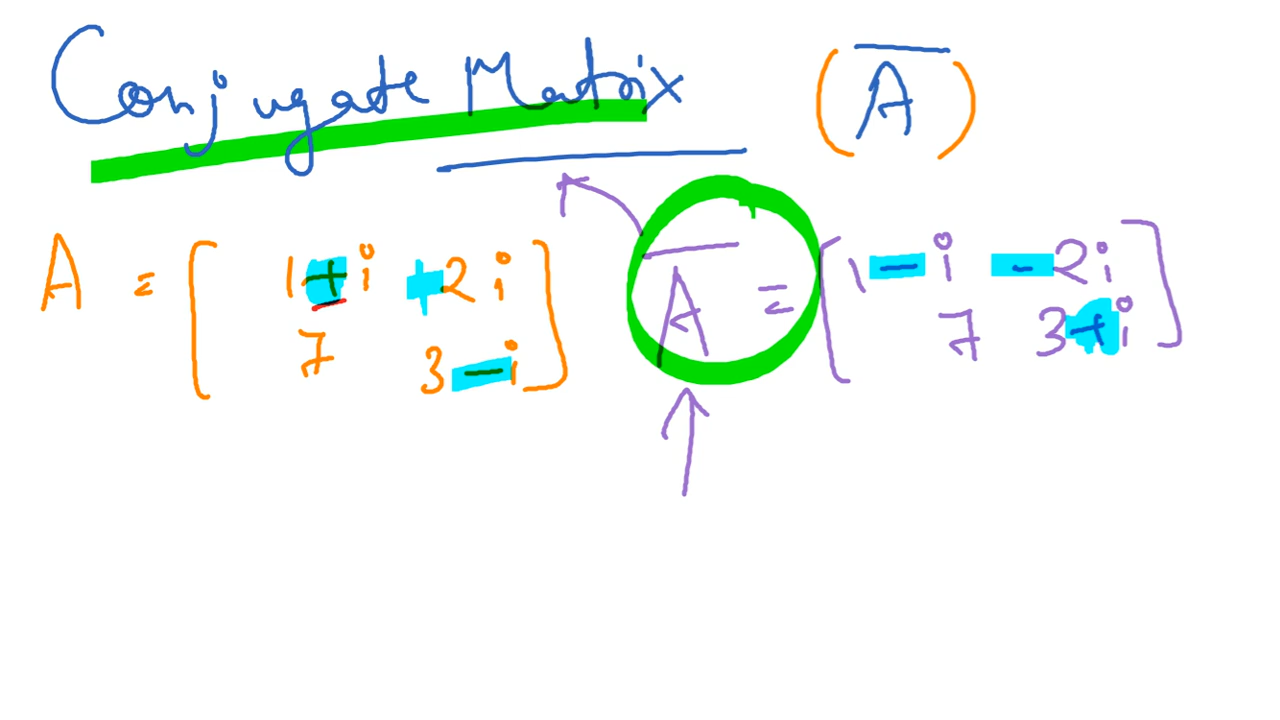 Conjugate Matrix (A̅)
A = [ 1+i +2i A̅ = [ 1-i -2i ]
7 3-i ] 7 3+i